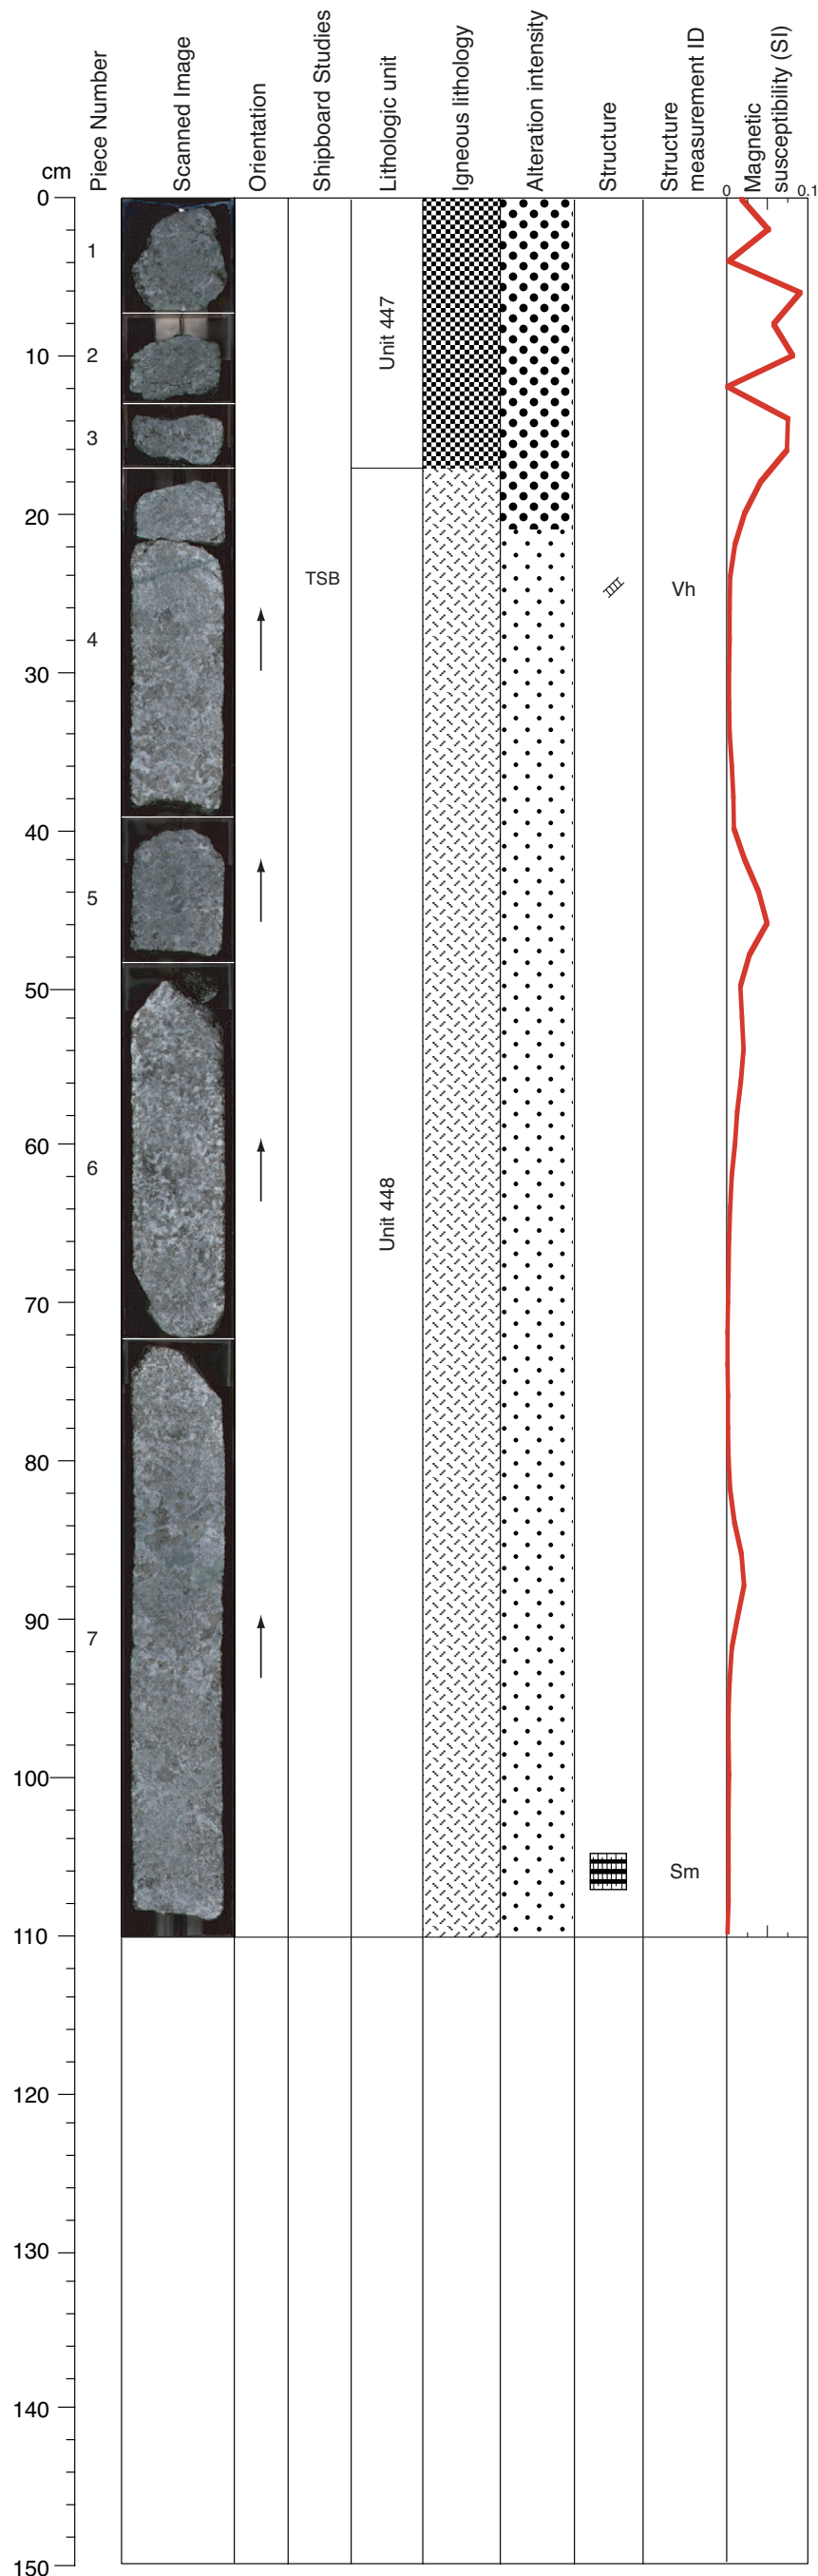 cm
Piece Number
Scanned Image
Orientation
Shipboard Studies
Lithologic unit
Igneous lithology
Alteration intensity
Structure
Structure
measurement ID
Magnetic
susceptibility (SI)
0
0.1
0
1
Unit 447
10
2
3
20
TSB
Vh
4
30
40
5
50
60
6
Unit 448
70
80
90
7
100
Sm
110
120
130
140
150